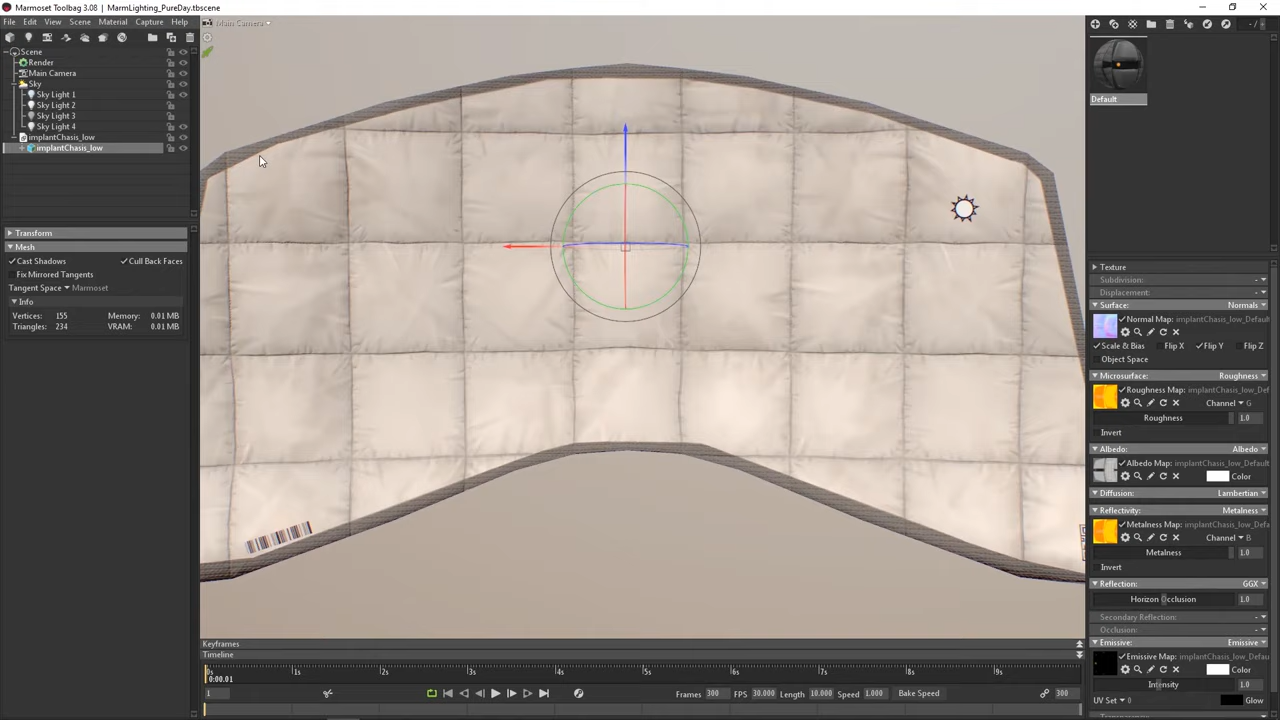 Marmoset Toolbag 3.08 | MarmLighting_PureDay.tbscene
File Edit View Scene Material Capture Help
Main Camera
Scene
Render
Main Camera
Sky
Sky Light 1
Sky Light 2
Sky Light 3
Sky Light 4
implantChasis_low
implantChasis_low
Transform
Mesh
Cast Shadows Cull Back Faces
Fix Mirrored Tangents
Tangent Space Marmoset
Info
Vertices: 155 Memory: 0.01 MB
Triangles: 234 VRAM: 0.01 MB
Default
Texture
Subdivision:
Displacement:
Surface: Normals
Normal Map: implantChasis_low_Default
Scale & Bias Flip X Flip Y Flip Z
Object Space
Microsurface: Roughness
Roughness Map: implantChasis_low_Defa
Channel G
Roughness 1.0
Invert
Albedo: Albedo
Albedo Map: implantChasis_low_Default
Color
Diffusion: Lambertian
Reflectivity: Metalness
Metalness Map: implantChasis_low_Defa
Channel B
Metalness 1.0
Invert
Reflection: GGX
Horizon Occlusion 1.0
Secondary Reflection:
Occlusion:
Emissive: Emissive
Emissive Map: implantChasis_low_Defau
Color
Intensity 1.0
UV Set 0 Glow
Keyframes
Timeline
0s 1s 2s 3s 4s 5s 6s 7s 8s 9s
0:00.01
1 Frames 300 FPS 30.000 Length 10.000 Speed 1.000 Bake Speed 300